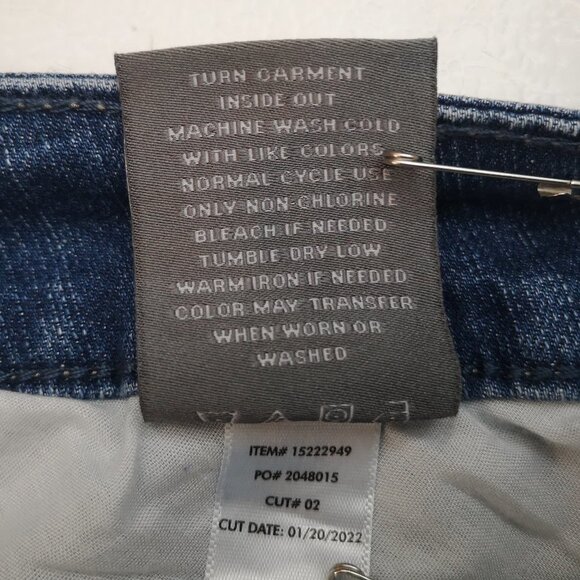 TURN GARMENT
INSIDE OUT
MACHINE WASH COLD
WITH LIKE COLORS
NORMAL CYCLE USE
ONLY NON-CHLORINE
BLEACH IF NEEDED
TUMBLE DRY LOW
WARM IRON IF NEEDED
COLOR MAY TRANSFER
WHEN WORN OR
WASHED
ITEM# 15222949
PO# 2048015
CUT# 02
CUT DATE: 01/20/2022